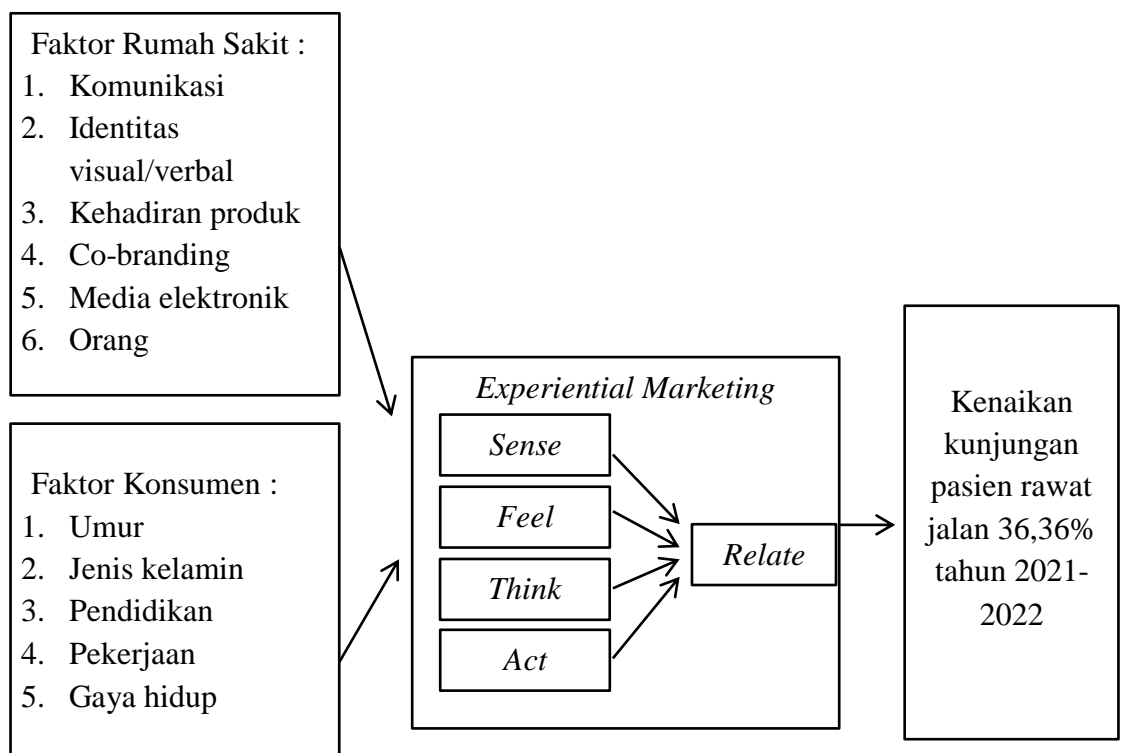 Faktor Rumah Sakit :
1. Komunikasi
2. Identitas
visual/verbal
3. Kehadiran produk
4. Co-branding
5. Media elektronik
6. Orang
Faktor Konsumen :
1. Umur
2. Jenis kelamin
3. Pendidikan
4. Pekerjaan
5. Gaya hidup
Experiential Marketing
Sense
Feel
Think
Act
Relate
Kenaikan
kunjungan
pasien rawat
jalan 36,36%
tahun 2021-
2022